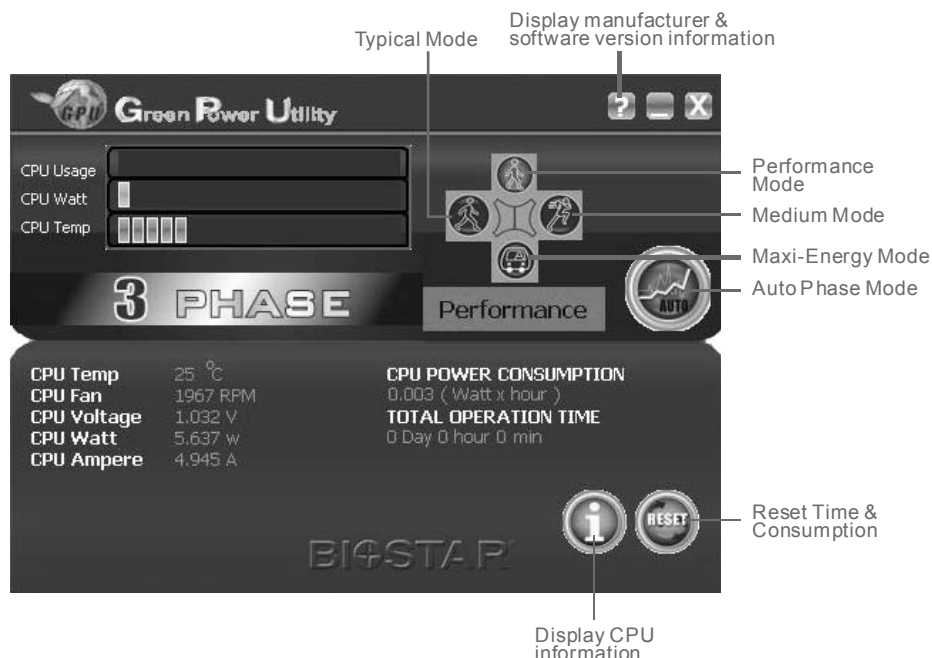 Display manufacturer &
software version information
Typical Mode
GPU
Green Power Utility
? _ X
CPU Usage
CPU Watt
CPU Temp
Performance
Mode
Medium Mode
Maxi-Energy Mode
Auto Phase Mode
AUTO
3 PHASE
Performance
CPU Temp 25 °C
CPU Fan 1967 RPM
CPU Voltage 1.032 V
CPU Watt 5.637 w
CPU Ampere 4.945 A
CPU POWER CONSUMPTION
0.003 ( Watt x hour )
TOTAL OPERATION TIME
0 Day 0 hour 0 min
i
RESET
Reset Time &
Consumption
BIOSTAR
Display CPU
information